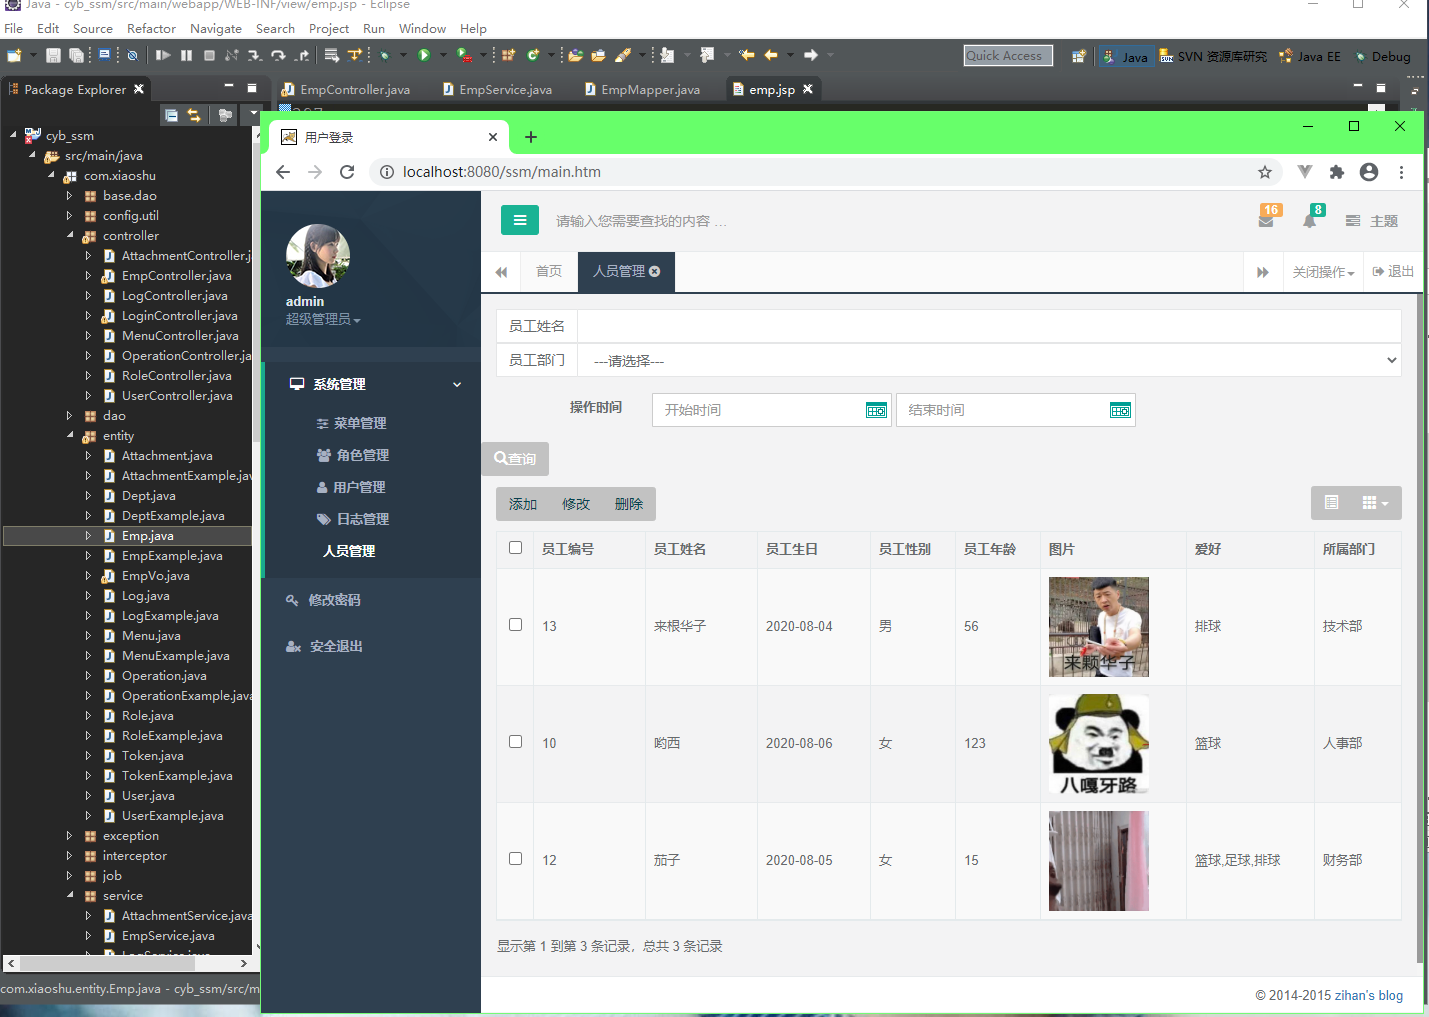 Java - cyb_ssm/src/main/webapp/WEB-INF/view/emp.jsp - Eclipse
File Edit Source Refactor Navigate Search Project Run Window Help
Quick Access
Java
SVN 资源库研究
Java EE
Debug
Package Explorer
EmpController.java
EmpService.java
EmpMapper.java
emp.jsp
cyb_ssm
src/main/java
com.xiaoshu
base.dao
config.util
controller
AttachmentController.j
EmpController.java
LogController.java
LoginController.java
MenuController.java
OperationController.ja
RoleController.java
UserController.java
dao
entity
Attachment.java
AttachmentExample.jav
Dept.java
DeptExample.java
Emp.java
EmpExample.java
EmpVo.java
Log.java
LogExample.java
Menu.java
MenuExample.java
Operation.java
OperationExample.java
Role.java
RoleExample.java
Token.java
TokenExample.java
User.java
UserExample.java
exception
interceptor
job
service
AttachmentService.java
EmpService.java
LogService.java
com.xiaoshu.entity.Emp.java - cyb_ssm/src/m
用户登录
localhost:8080/ssm/main.htm
admin
超级管理员
系统管理
菜单管理
角色管理
用户管理
日志管理
人员管理
修改密码
安全退出
请输入您需要查找的内容 …
16
8
主题
首页
人员管理
关闭操作
退出
员工姓名
员工部门 ---请选择---
操作时间 开始时间 结束时间
查询
添加 修改 删除
员工编号 员工姓名 员工生日 员工性别 员工年龄 图片 爱好 所属部门
13 来根华子 2020-08-04 男 56 排球 技术部
来颗华子
10 哟西 2020-08-06 女 123 篮球 人事部
八嘎牙路
12 茄子 2020-08-05 女 15 篮球,足球,排球 财务部
显示第 1 到第 3 条记录，总共 3 条记录
© 2014-2015 zihan's blog